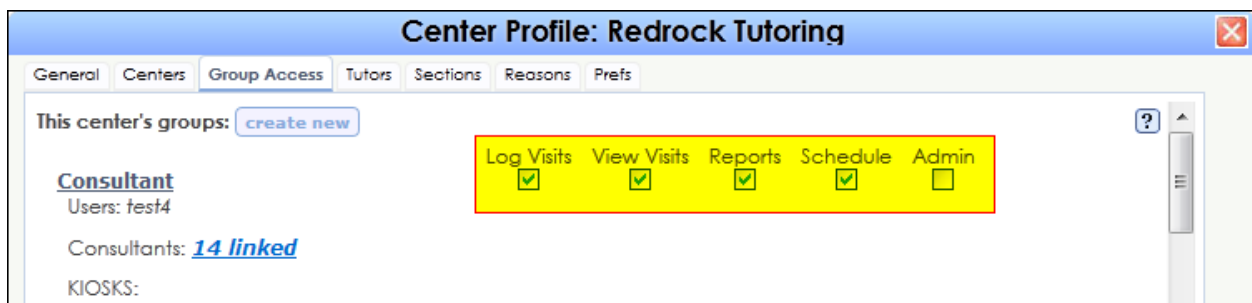 Center Profile: Redrock Tutoring
General Centers Group Access Tutors Sections Reasons Prefs
This center's groups: create new
?
Log Visits View Visits Reports Schedule Admin
Consultant
Users: test4
Consultants: 14 linked
KIOSKS: